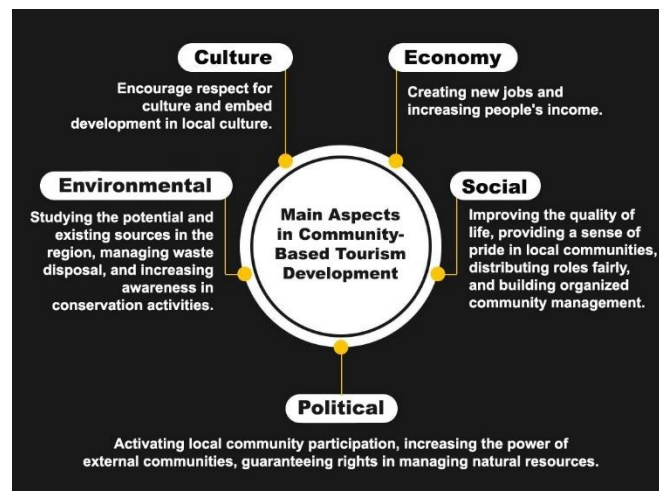 Culture
Encourage respect for
culture and embed
development in local culture.
Economy
Creating new jobs and
increasing people's income.
Environmental
Studying the potential and
existing sources in the
region, managing waste
disposal, and increasing
awareness in
conservation activities.
Main Aspects
in Community-
Based Tourism
Development
Social
Improving the quality of
life, providing a sense of
pride in local communities,
distributing roles fairly,
and building organized
community management.
Political
Activating local community participation, increasing the power of
external communities, guaranteeing rights in managing natural resources.